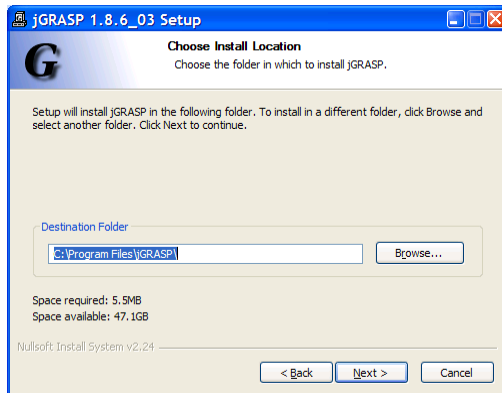 jGRASP 1.8.6_03 Setup
G
Choose Install Location
Choose the folder in which to install jGRASP.
Setup will install jGRASP in the following folder. To install in a different folder, click Browse and
select another folder. Click Next to continue.
Destination Folder
C:\Program Files\jGRASP\
Browse...
Space required: 5.5MB
Space available: 47.1GB
Nullsoft Install System v2.24
< Back
Next >
Cancel